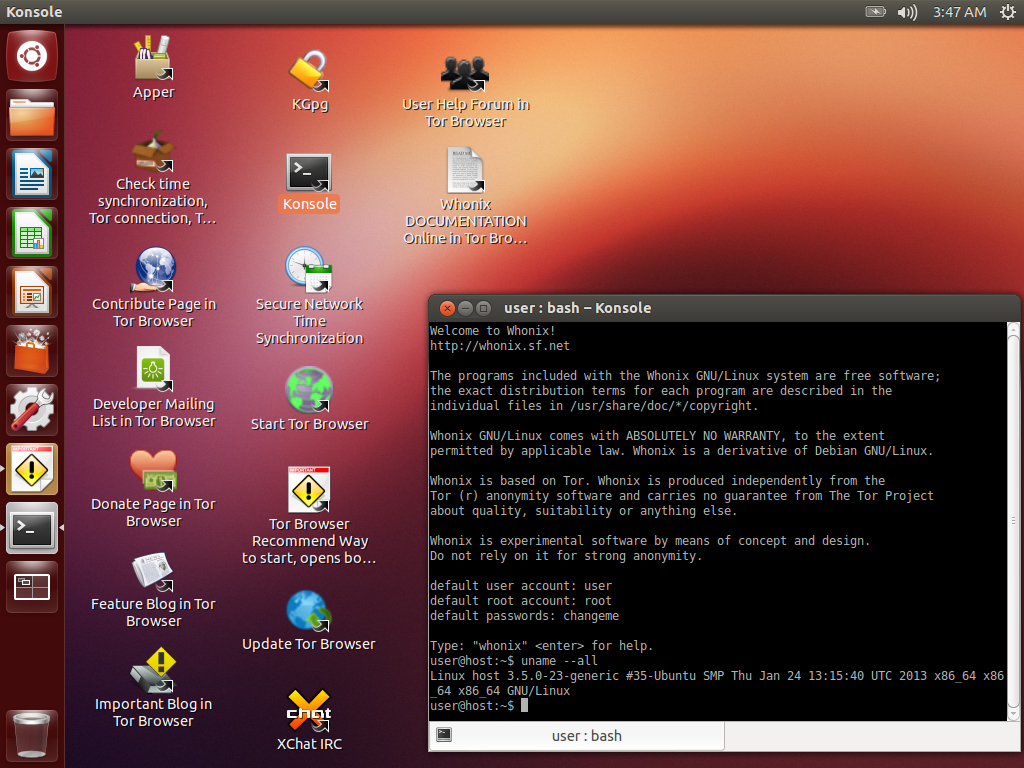 Konsole
3:47 AM
Apper
KGpg
User Help Forum in
Tor Browser
Check time
synchronization,
Tor connection, T…
Konsole
Whonix
DOCUMENTATION
Online in Tor Bro…
Contribute Page in
Tor Browser
Secure Network
Time
Synchronization
Developer Mailing
List in Tor Browser
Start Tor Browser
Donate Page in Tor
Browser
Tor Browser
Recommend Way
to start, opens bo…
Feature Blog in Tor
Browser
Update Tor Browser
Important Blog in
Tor Browser
chat
XChat IRC
user : bash – Konsole
Welcome to Whonix!
http://whonix.sf.net
The programs included with the Whonix GNU/Linux system are free software;
the exact distribution terms for each program are described in the
individual files in /usr/share/doc/*/copyright.
Whonix GNU/Linux comes with ABSOLUTELY NO WARRANTY, to the extent
permitted by applicable law. Whonix is a derivative of Debian GNU/Linux.
Whonix is based on Tor. Whonix is produced independently from the
Tor (r) anonymity software and carries no guarantee from The Tor Project
about quality, suitability or anything else.
Whonix is experimental software by means of concept and design.
Do not rely on it for strong anonymity.
default user account: user
default root account: root
default passwords: changeme
Type: "whonix" <enter> for help.
user@host:~$ uname --all
Linux host 3.5.0-23-generic #35-Ubuntu SMP Thu Jan 24 13:15:40 UTC 2013 x86_64 x86
_64 x86_64 GNU/Linux
user@host:~$
user : bash